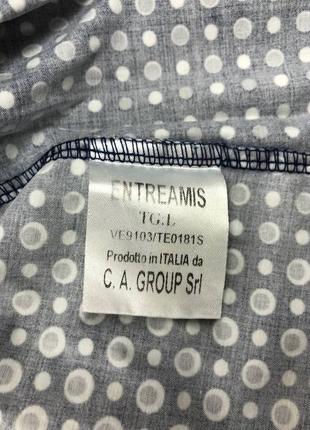 ENTREAMIS
TG.L
VE9103/TE0181S
Prodotto in ITALIA da
C. A. GROUP Srl